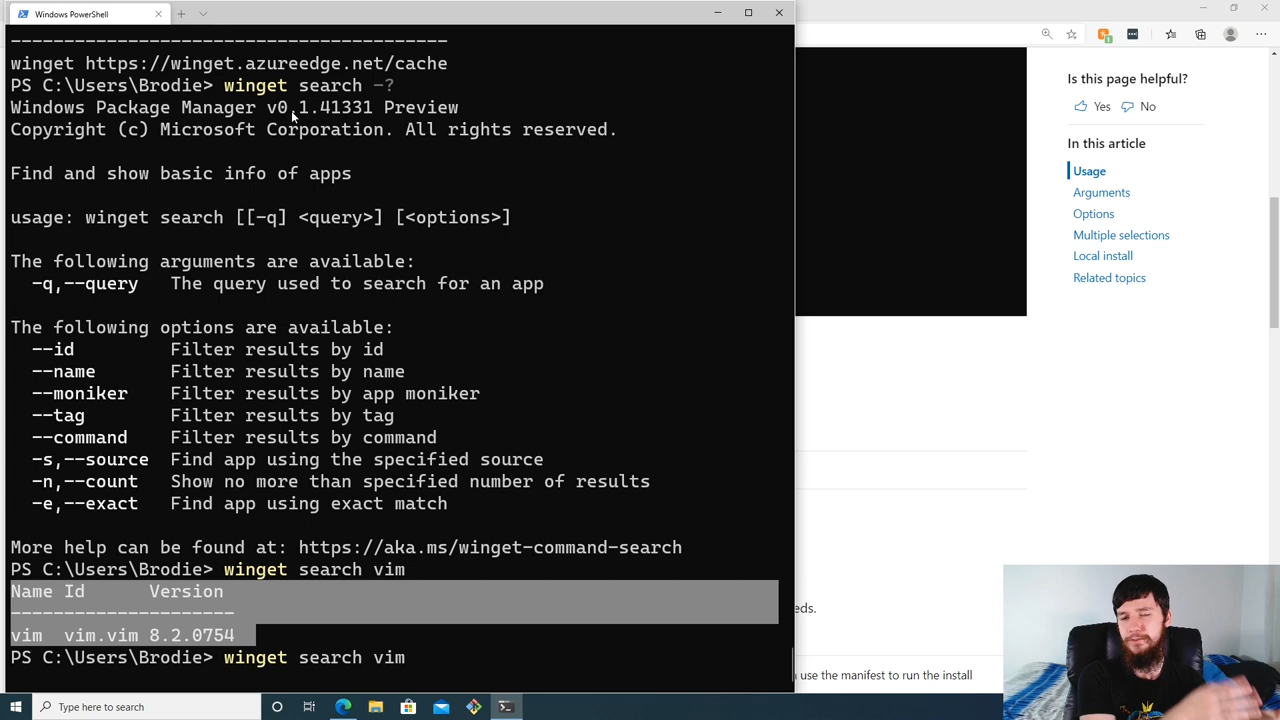 Windows PowerShell
----------------------------------------
winget https://winget.azureedge.net/cache
PS C:\Users\Brodie> winget search -?
Windows Package Manager v0.1.41331 Preview
Copyright (c) Microsoft Corporation. All rights reserved.
Find and show basic info of apps
usage: winget search [[-q] <query>] [<options>]
The following arguments are available:
-q,--query The query used to search for an app
The following options are available:
--id Filter results by id
--name Filter results by name
--moniker Filter results by app moniker
--tag Filter results by tag
--command Filter results by command
-s,--source Find app using the specified source
-n,--count Show no more than specified number of results
-e,--exact Find app using exact match
More help can be found at: https://aka.ms/winget-command-search
PS C:\Users\Brodie> winget search vim
Name Id Version
---------------------
vim vim.vim 8.2.0754
PS C:\Users\Brodie> winget search vim
Is this page helpful?
Yes No
In this article
Usage
Arguments
Options
Multiple selections
Local install
Related topics
eds.
use the manifest to run the install
Type here to search